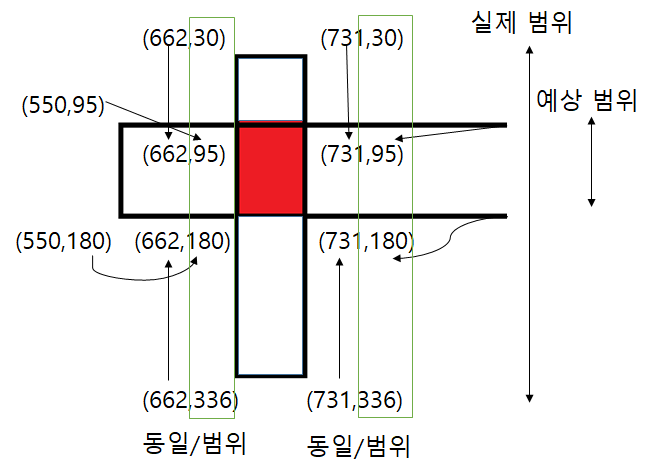 실제 범위
(662,30)
(731,30)
(550,95)
예상 범위
(662,95)
(731,95)
(550,180)
(662,180)
(731,180)
(662,336)
(731,336)
동일/범위
동일/범위